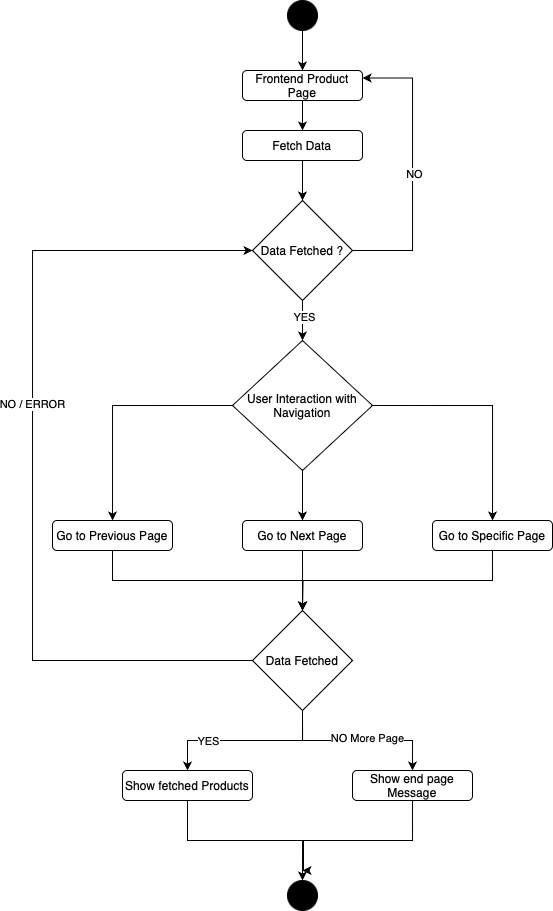 Frontend Product
Page
Fetch Data
NO
Data Fetched ?
YES
User Interaction with
Navigation
NO / ERROR
Go to Previous Page
Go to Next Page
Go to Specific Page
Data Fetched
YES
NO More Page
Show fetched Products
Show end page
Message